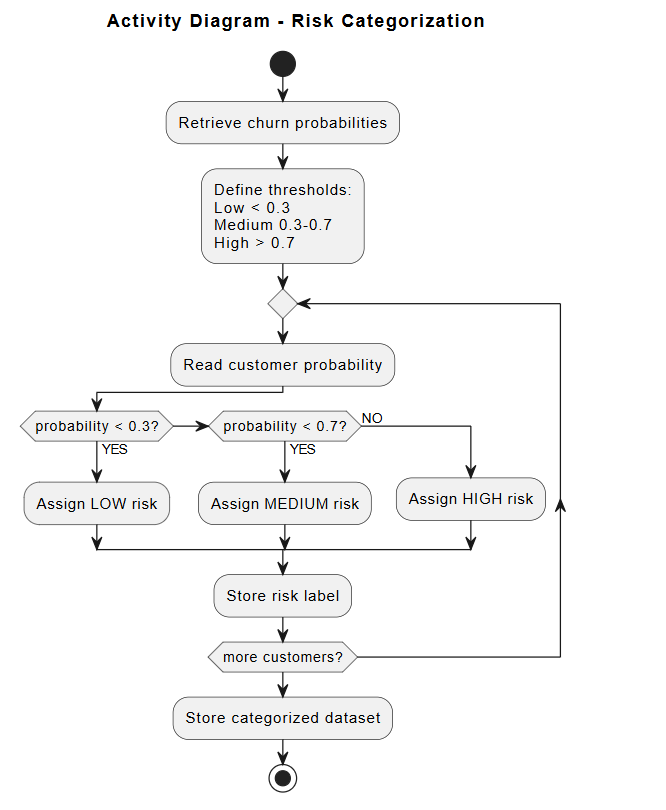 Activity Diagram - Risk Categorization
Retrieve churn probabilities
Define thresholds:
Low < 0.3
Medium 0.3-0.7
High > 0.7
Read customer probability
probability < 0.3?
probability < 0.7?
NO
YES
YES
Assign LOW risk
Assign MEDIUM risk
Assign HIGH risk
Store risk label
more customers?
Store categorized dataset